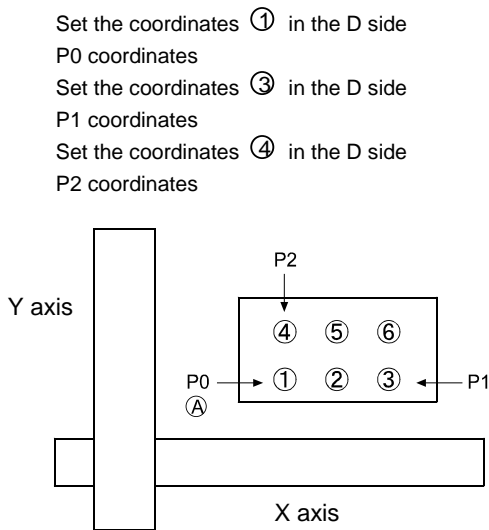 Set the coordinates ① in the D side
P0 coordinates
Set the coordinates ③ in the D side
P1 coordinates
Set the coordinates ④ in the D side
P2 coordinates
P2
Y axis
④ ⑤ ⑥
P0 ① ② ③ P1
Ⓐ
X axis